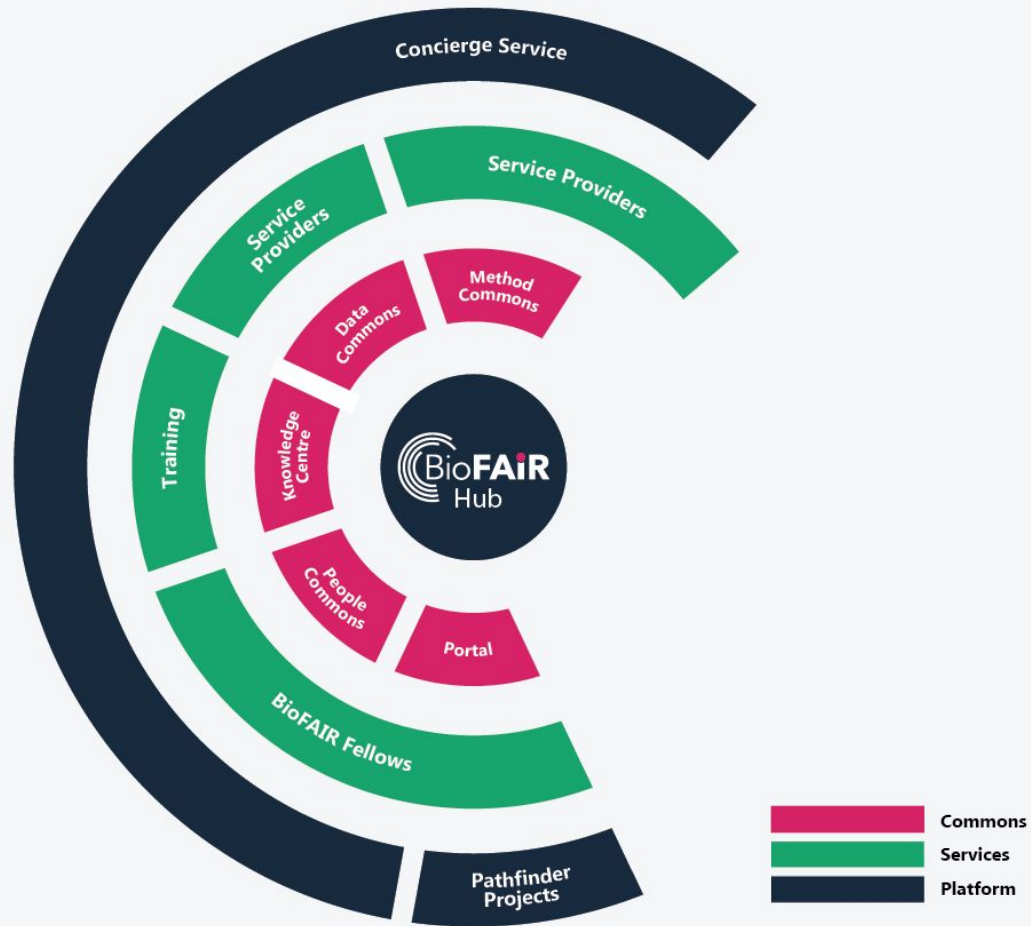 Concierge Service
Service Providers
Service
Providers
Method
Commons
Data
Commons
Training
Knowledge
Centre
BioFAIR
Hub
People
Commons
Portal
BioFAIR Fellows
Pathfinder
Projects
Commons
Services
Platform